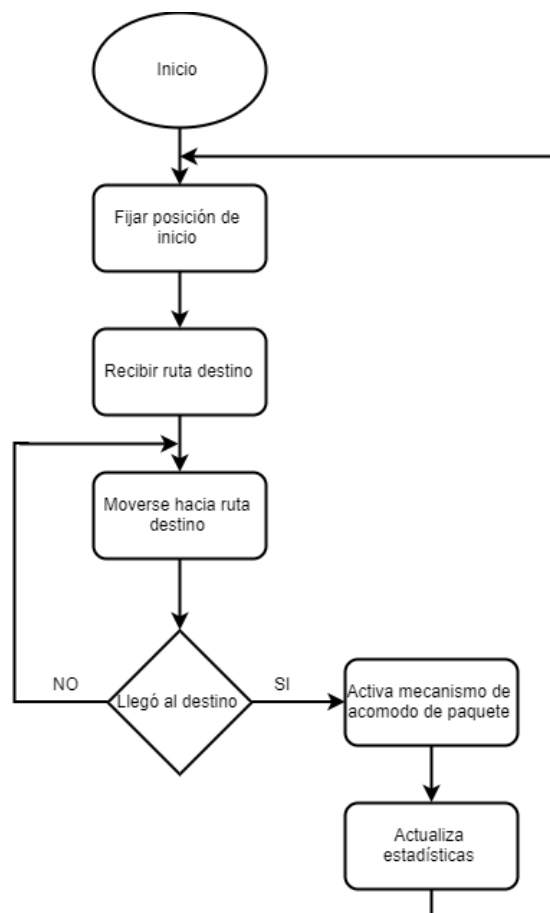 Inicio
Fijar posición de
inicio
Recibir ruta destino
Moverse hacia ruta
destino
NO
Llegó al destino
SI
Activa mecanismo de
acomodo de paquete
Actualiza
estadísticas